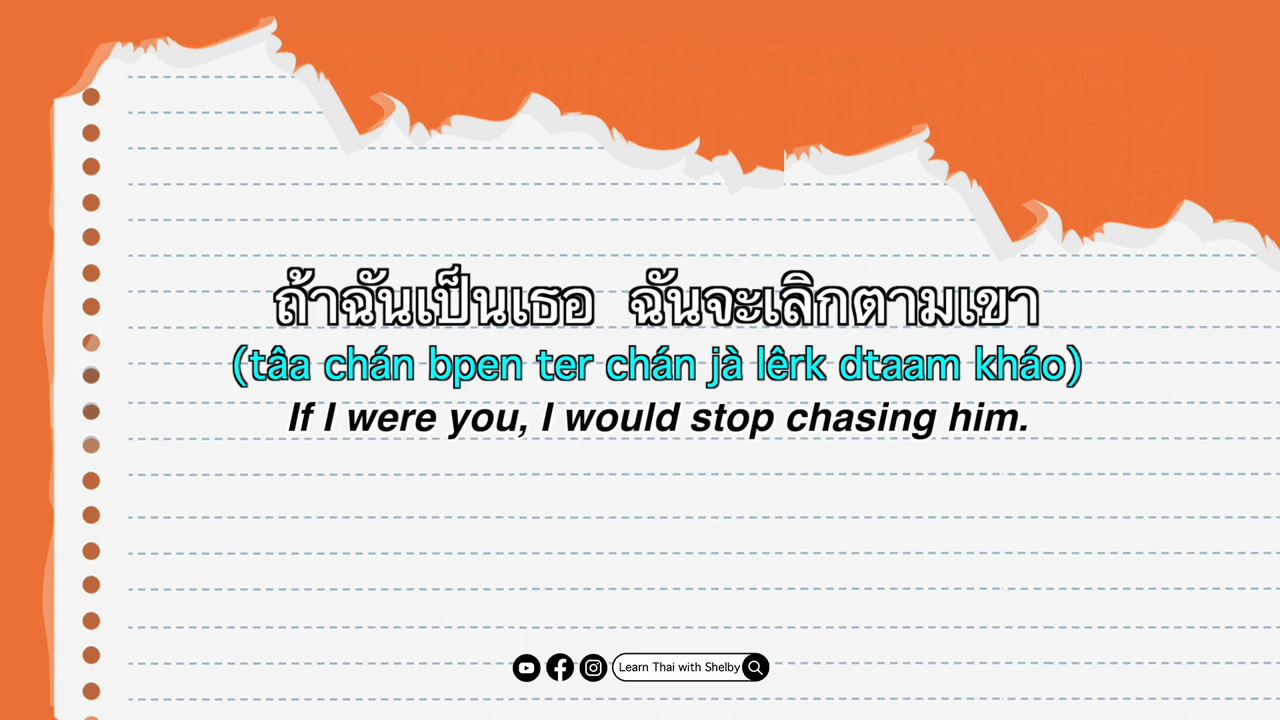 ถ้าฉันเป็นเธอ ฉันจะเลิกตามเขา
(tâa chán bpen ter chán jà lêrk dtaam kháo)
If I were you, I would stop chasing him.
Learn Thai with Shelby